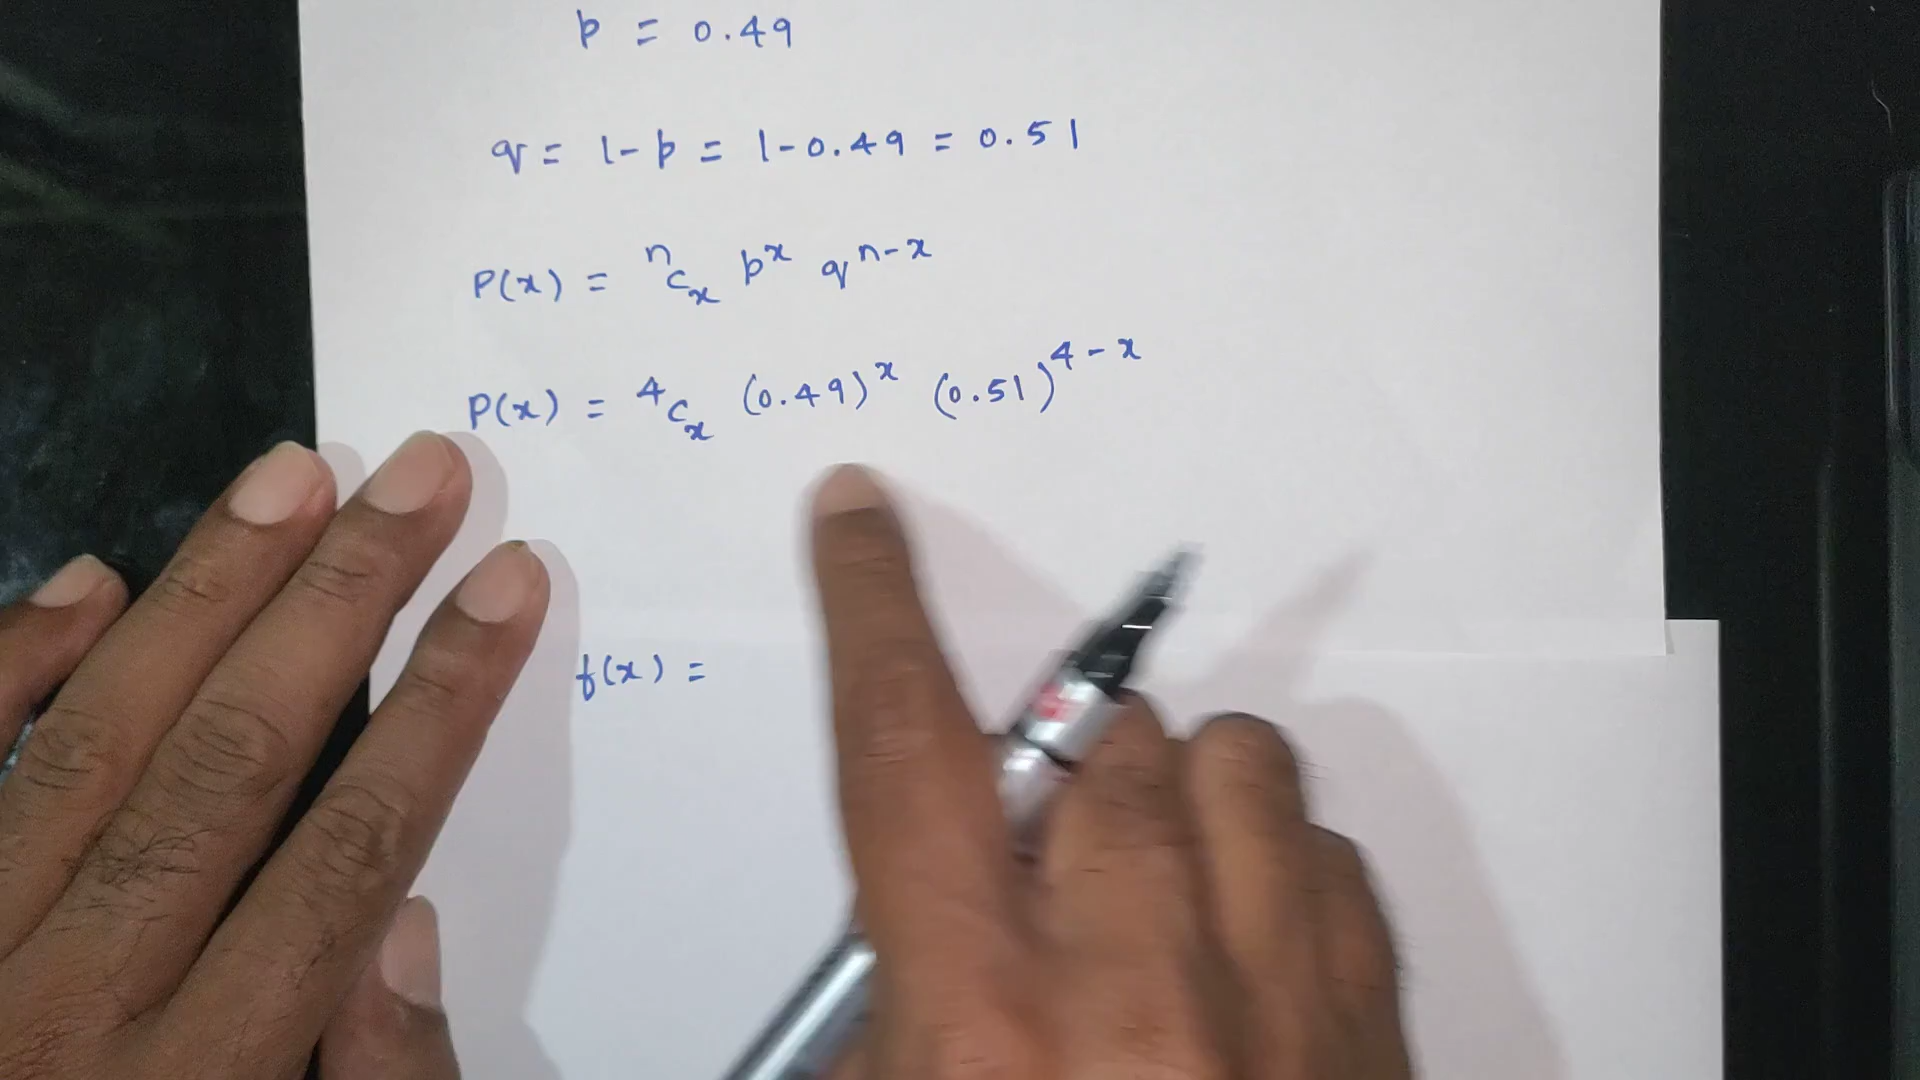 p = 0.49
q = 1-p = 1-0.49 = 0.51
P(x) = ⁿCₓ pˣ qⁿ⁻ˣ
P(x) = ⁴Cₓ (0.49)ˣ (0.51)⁴⁻ˣ
f(x) =